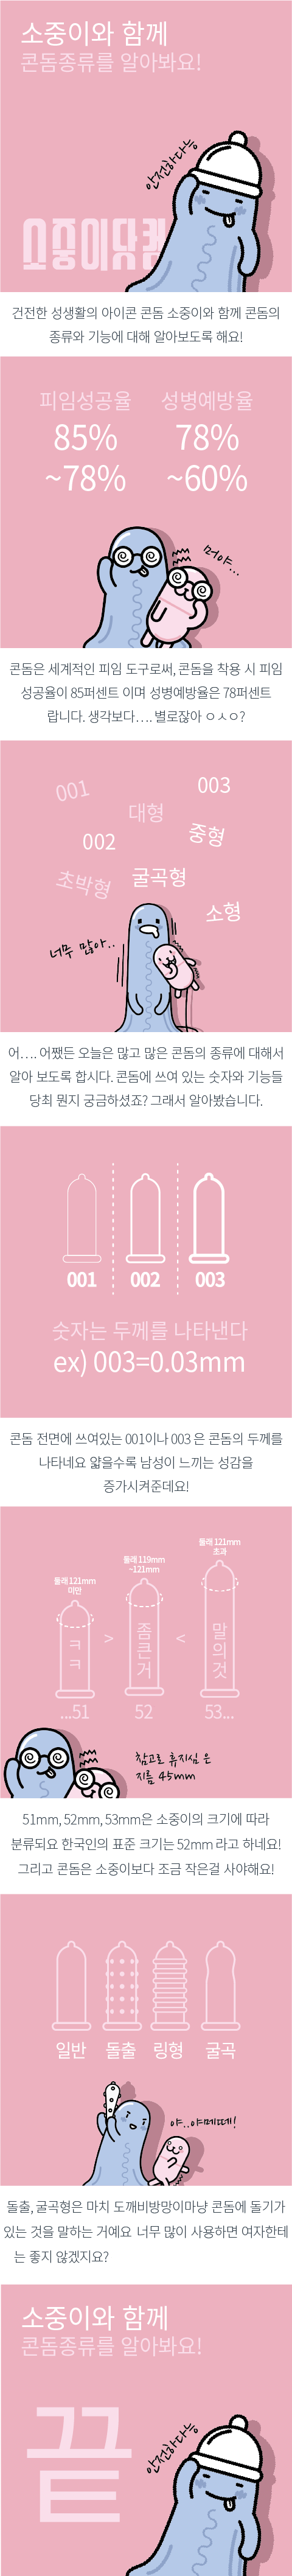 소중이와 함께
콘돔종류를 알아봐요!
안전하다능
소중이닷컴
건전한 성생활의 아이콘 콘돔 소중이와 함께 콘돔의
종류와 기능에 대해 알아보도록 해요!
피임성공율 성병예방율
85% 78%
~78% ~60%
머야...
콘돔은 세계적인 피임 도구로써, 콘돔을 착용 시 피임
성공율이 85퍼센트 이며 성병예방율은 78퍼센트
랍니다. 생각보다…. 별로잖아 ㅇㅅㅇ?
001 003
대형
002 중형
초박형 굴곡형
소형
너무 많아..
어…. 어쨌든 오늘은 많고 많은 콘돔의 종류에 대해서
알아 보도록 합시다. 콘돔에 쓰여 있는 숫자와 기능들
당최 뭔지 궁금하셨죠? 그래서 알아봤습니다.
001 002 003
숫자는 두께를 나타낸다
ex) 003=0.03mm
콘돔 전면에 쓰여있는 001이나 003 은 콘돔의 두께를
나타네요 얇을수록 남성이 느끼는 성감을
증가시켜준데요!
둘래 121mm
미만
둘래 119mm
~121mm
둘래 121mm
초과
ㅋㅋ > 좀큰거 < 말의것
...51 52 53...
참고로 휴지심 은
지름 45mm
51mm, 52mm, 53mm은 소중이의 크기에 따라
분류되요 한국인의 표준 크기는 52mm 라고 하네요!
그리고 콘돔은 소중이보다 조금 작은걸 사야해요!
일반 돌출 링형 굴곡
야..야메떼!
돌출, 굴곡형은 마치 도깨비방망이마냥 콘돔에 돌기가
있는 것을 말하는 거예요 너무 많이 사용하면 여자한테
는 좋지 않겠지요?
소중이와 함께
콘돔종류를 알아봐요!
끝
안전하다능